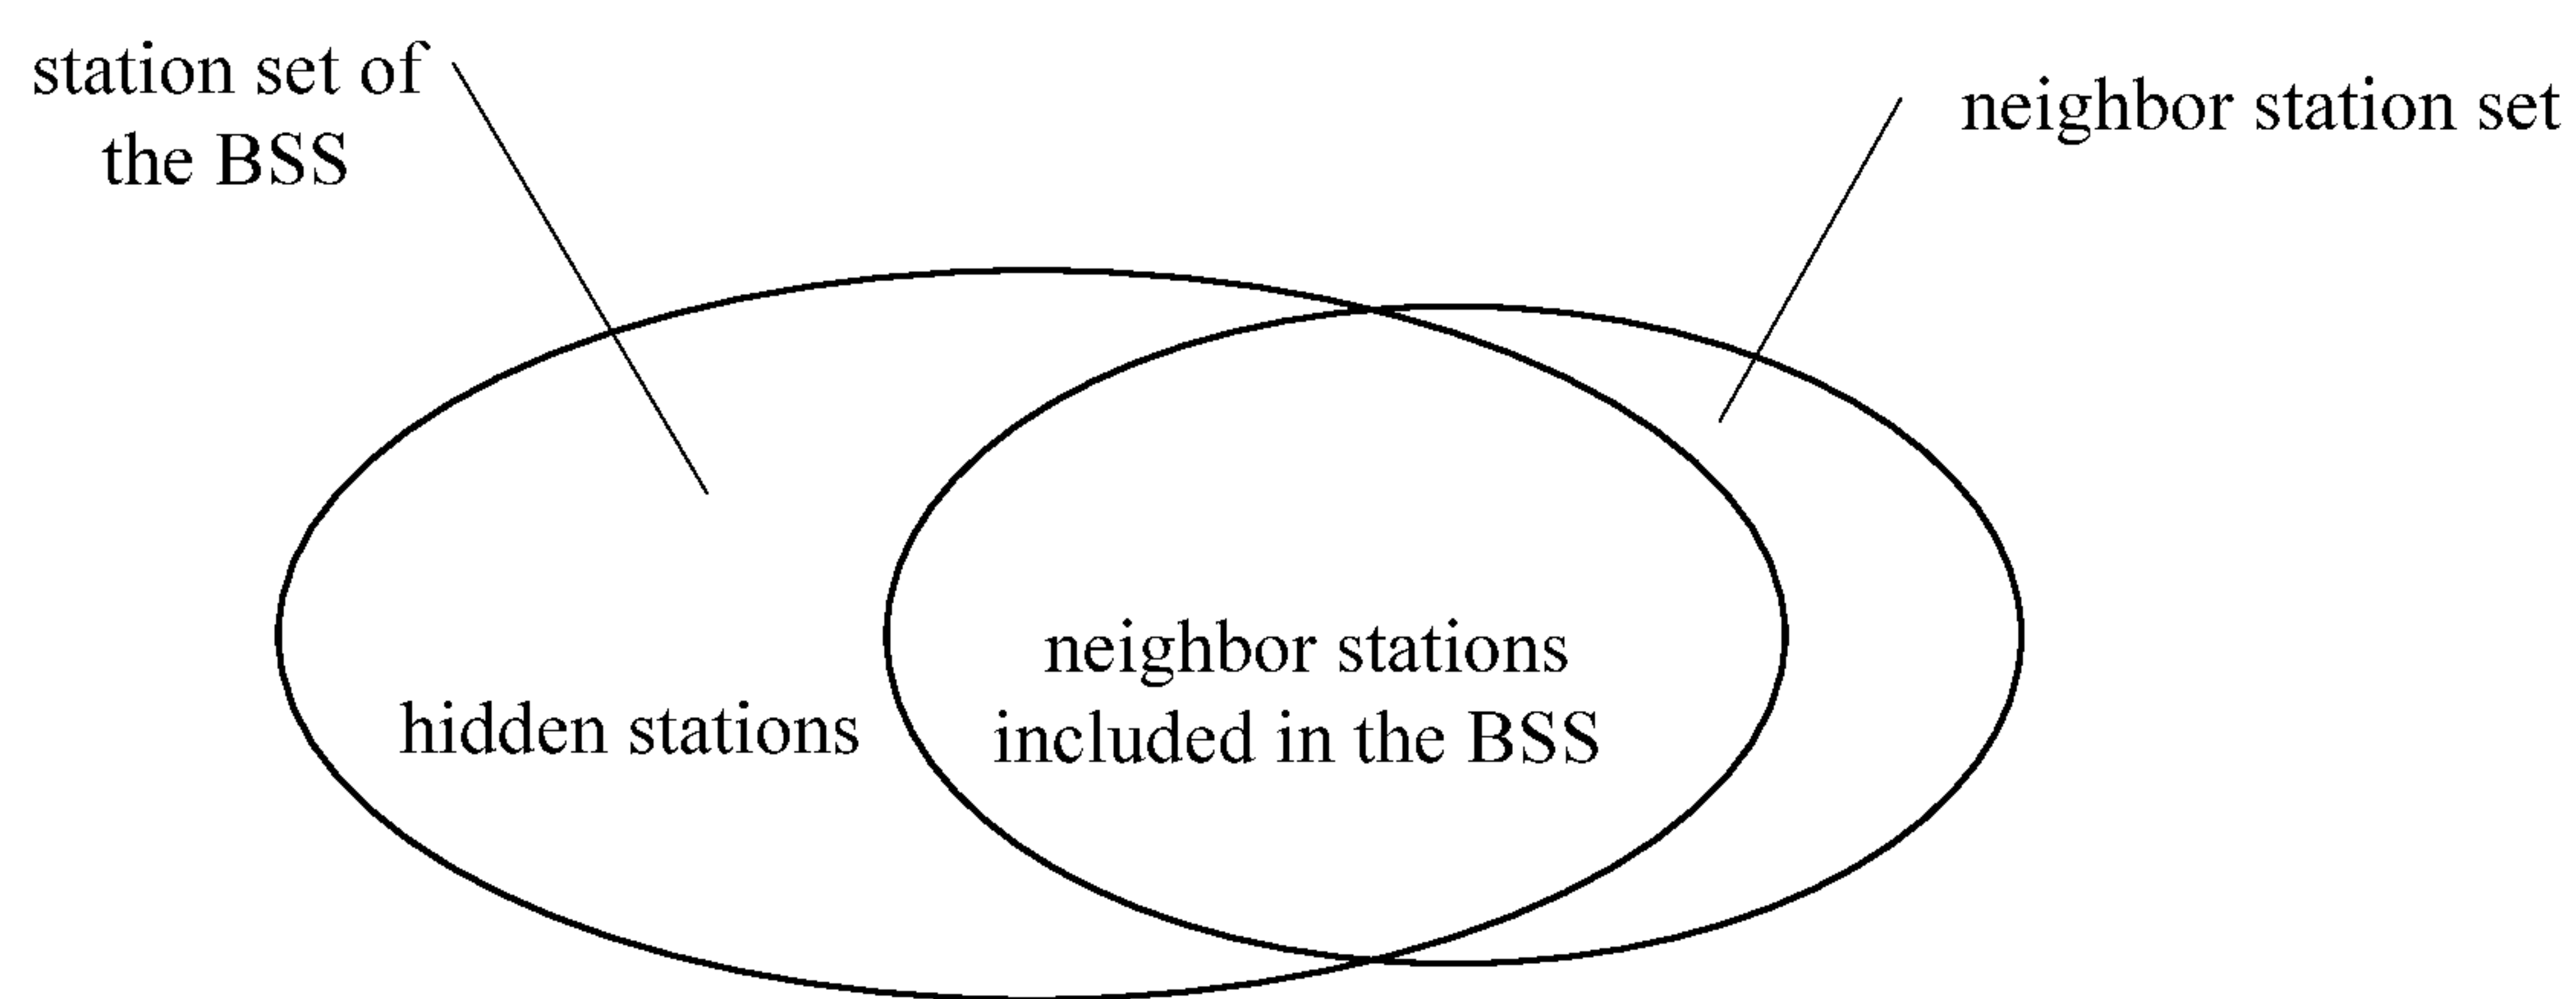 station set of
the BSS
neighbor station set
neighbor stations
included in the BSS
hidden stations